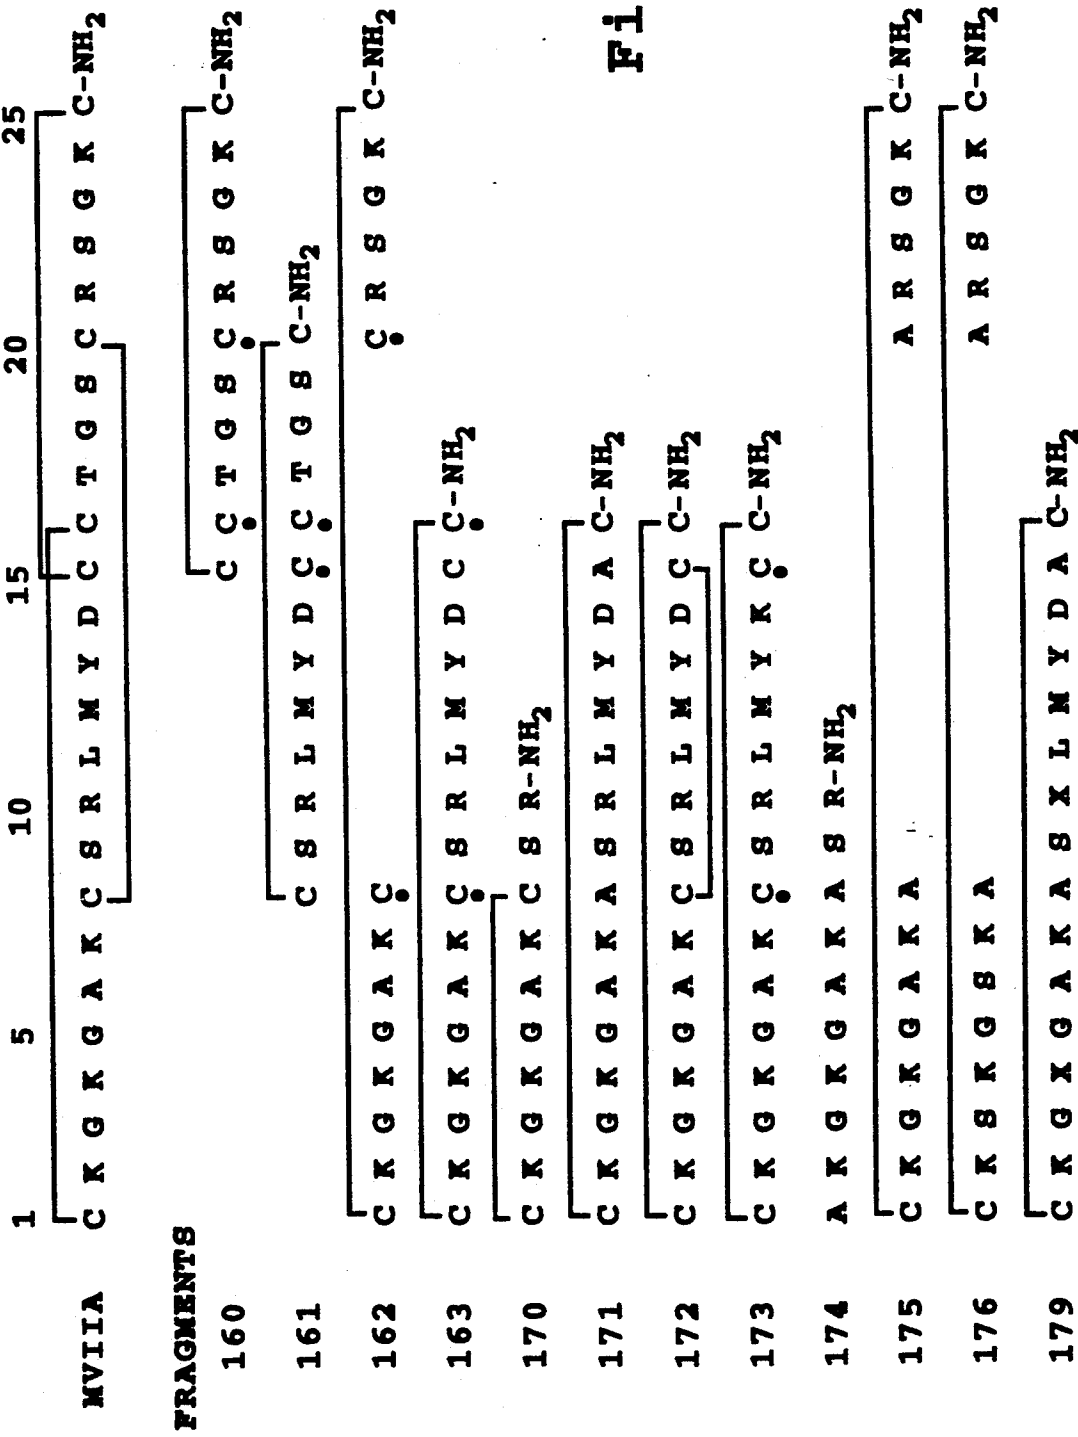 1 5 10 15 20 25
MVIIA C K G K G A K C S R L M Y D C C T G S C R S G K C-NH₂
FRAGMENTS
160 C C T G S C R S G K C-NH₂
161 C S R L M Y D C C T G S C-NH₂
162 C K G K G A K C C R S G K C-NH₂
163 C K G K G A K C S R L M Y D C C-NH₂
170 C K G K G A K C S R-NH₂
171 C K G K G A K A S R L M Y D A C-NH₂
172 C K G K G A K C S R L M Y D C C-NH₂
173 C K G K G A K C S R L M Y K C C-NH₂
174 A K G K G A K A S R-NH₂
175 C K G K G A K A A R S G K C-NH₂
176 C K S K G S K A A R S G K C-NH₂
179 C K G X G A K A S X L M Y D A C-NH₂
Fi